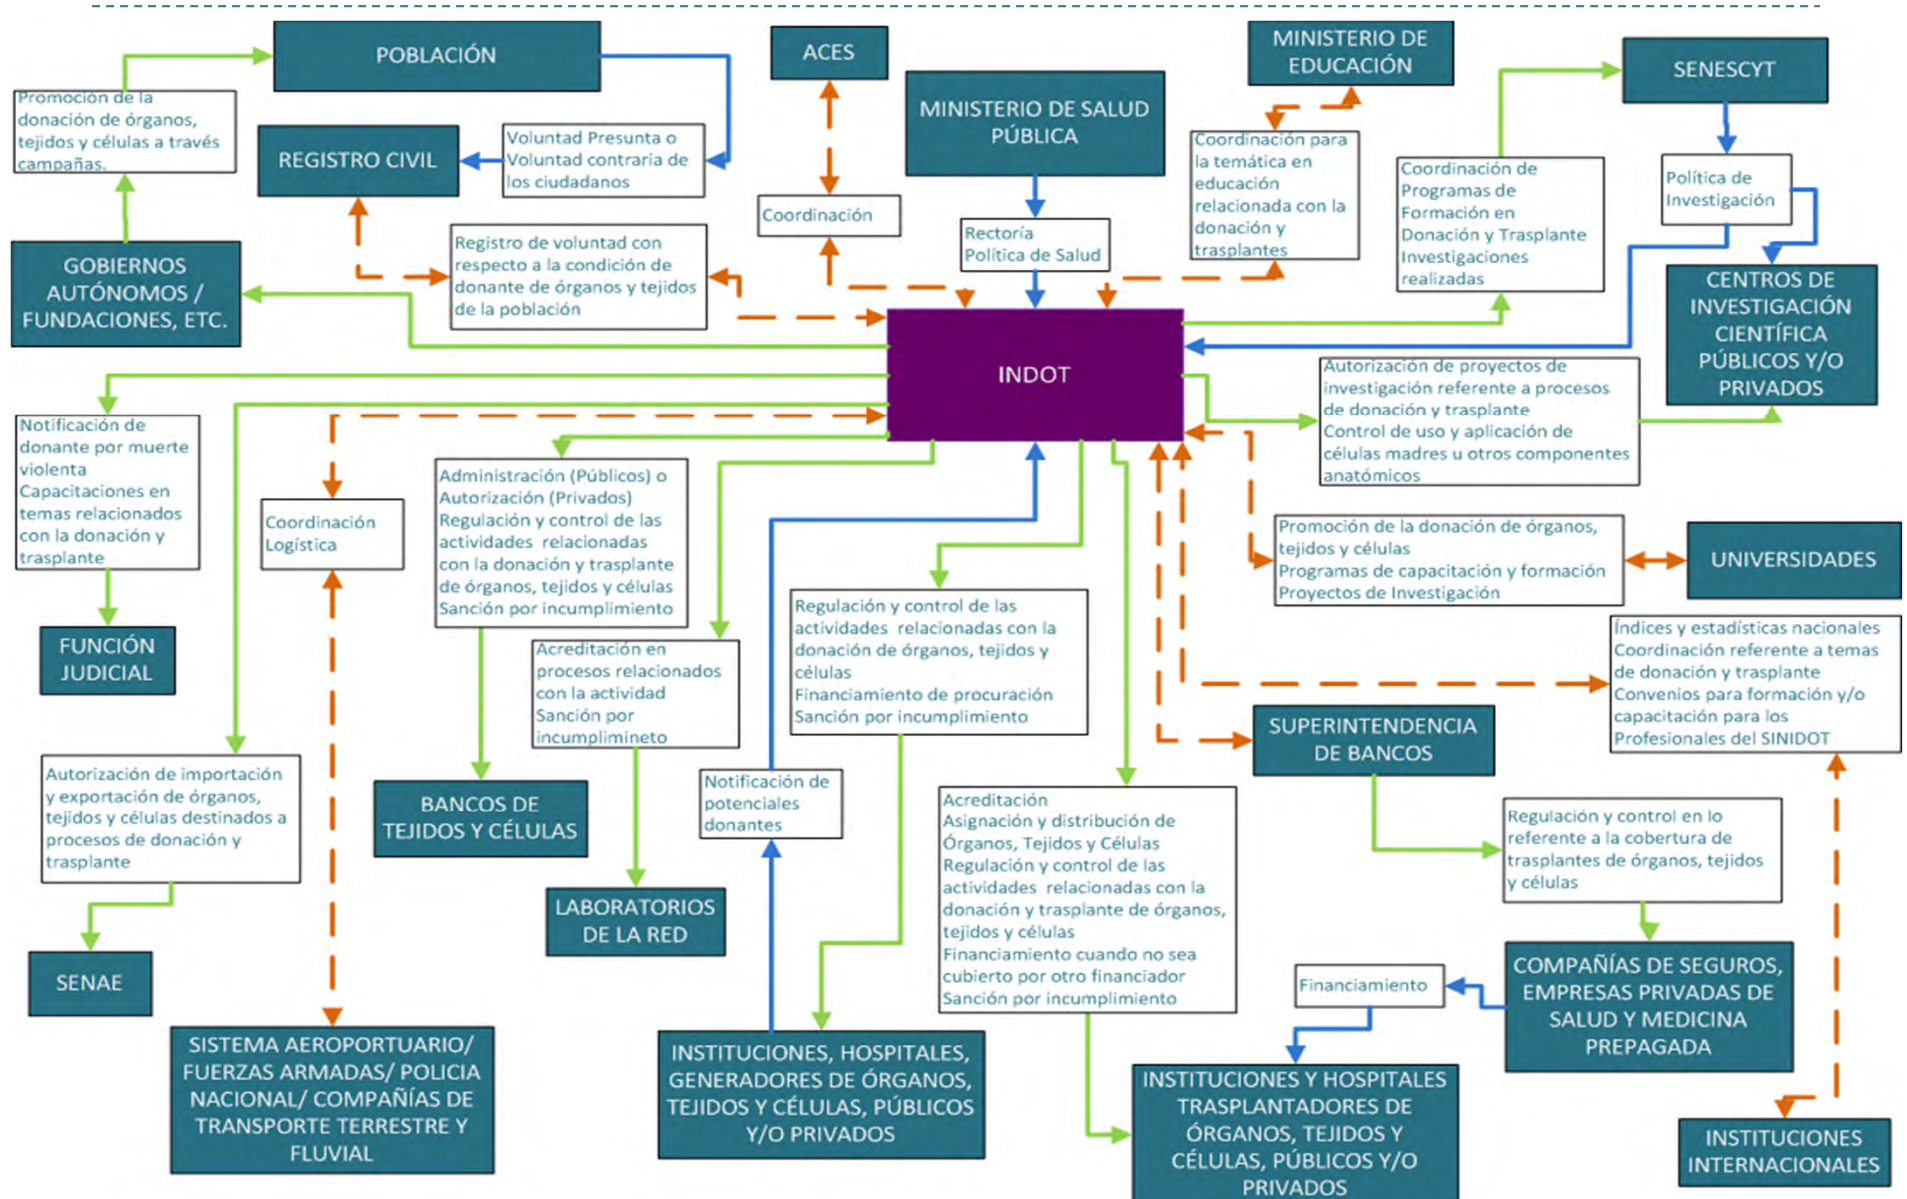 POBLACIÓN
ACES
MINISTERIO DE
EDUCACIÓN
SENESCYT
Promoción de la
donación de órganos,
tejidos y células a través
campañas.
REGISTRO CIVIL
Voluntad Presunta o
Voluntad contraria de
los ciudadanos
MINISTERIO DE SALUD
PÚBLICA
Coordinación para
la temática en
educación
relacionada con la
donación y
trasplantes
Coordinación de
Programas de
Formación en
Donación y Trasplante
Investigaciones
realizadas
Política de
Investigación
Coordinación
Rectoría
Política de Salud
GOBIERNOS
AUTÓNOMOS /
FUNDACIONES, ETC.
Registro de voluntad con
respecto a la condición de
donante de órganos y tejidos
de la población
CENTROS DE
INVESTIGACIÓN
CIENTÍFICA
PÚBLICOS Y/O
PRIVADOS
INDOT
Autorización de proyectos de
investigación referente a procesos
de donación y trasplante
Control de uso y aplicación de
células madres u otros componentes
anatómicos
Notificación de
donante por muerte
violenta
Capacitaciones en
temas relacionados
con la donación y
trasplante
Coordinación
Logística
Administración (Públicos) o
Autorización (Privados)
Regulación y control de las
actividades relacionadas
con la donación y trasplante
de órganos, tejidos y células
Sanción por incumplimiento
Promoción de la donación de órganos,
tejidos y células
Programas de capacitación y formación
Proyectos de Investigación
UNIVERSIDADES
FUNCIÓN
JUDICIAL
Acreditación en
procesos relacionados
con la actividad
Sanción por
incumplimineto
Regulación y control de las
actividades relacionadas con la
donación de órganos, tejidos y
células
Financiamiento de procuración
Sanción por incumplimiento
Índices y estadísticas nacionales
Coordinación referente a temas
de donación y trasplante
Convenios para formación y/o
capacitación para los
Profesionales del SINIDOT
SUPERINTENDENCIA
DE BANCOS
Autorización de importación
y exportación de órganos,
tejidos y células destinados a
procesos de donación y
trasplante
BANCOS DE
TEJIDOS Y CÉLULAS
Notificación de
potenciales
donantes
Acreditación
Asignación y distribución de
Órganos, Tejidos y Células
Regulación y control de las
actividades relacionadas con la
donación y trasplante de órganos,
tejidos y células
Financiamiento cuando no sea
cubierto por otro financiador
Sanción por incumplimiento
Regulación y control en lo
referente a la cobertura de
trasplantes de órganos, tejidos
y células
LABORATORIOS
DE LA RED
SENAE
Financiamiento
COMPAÑÍAS DE SEGUROS,
EMPRESAS PRIVADAS DE
SALUD Y MEDICINA
PREPAGADA
SISTEMA AEROPORTUARIO/
FUERZAS ARMADAS/ POLICIA
NACIONAL/ COMPAÑÍAS DE
TRANSPORTE TERRESTRE Y
FLUVIAL
INSTITUCIONES, HOSPITALES,
GENERADORES DE ÓRGANOS,
TEJIDOS Y CÉLULAS, PÚBLICOS
Y/O PRIVADOS
INSTITUCIONES Y HOSPITALES
TRASPLANTADORES DE
ÓRGANOS, TEJIDOS Y
CÉLULAS, PÚBLICOS Y/O
PRIVADOS
INSTITUCIONES
INTERNACIONALES